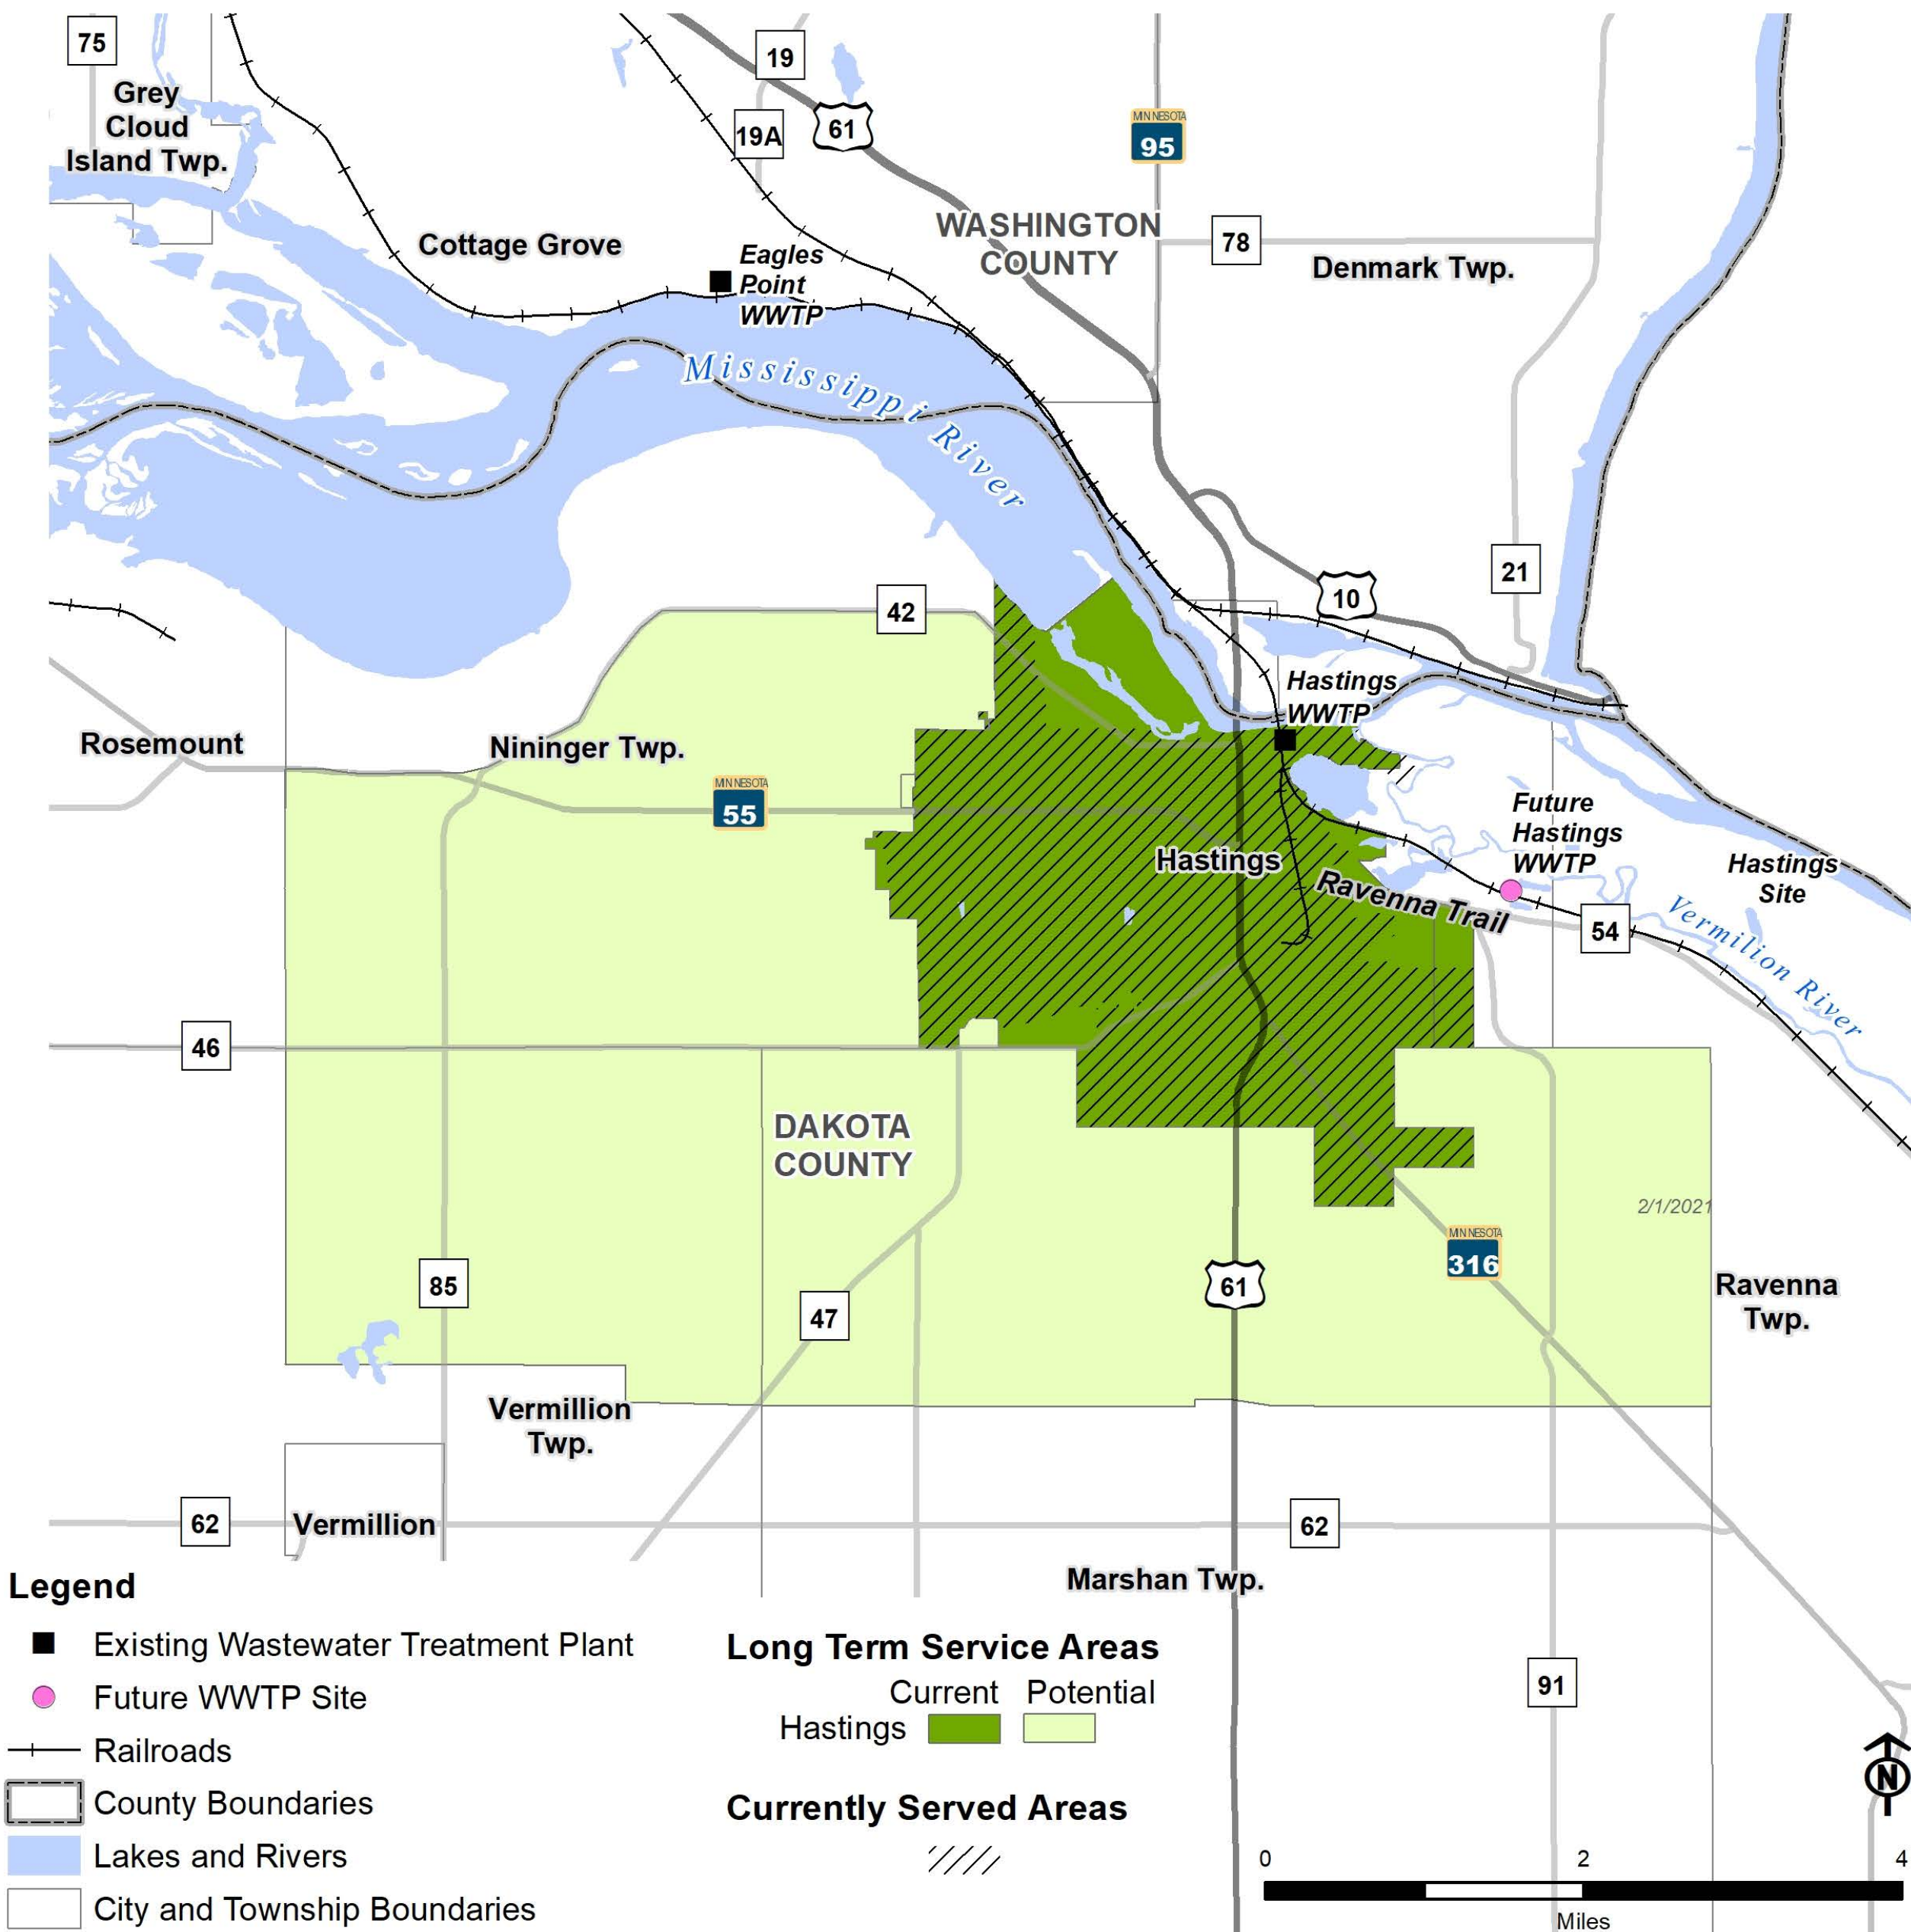 75
19
Grey
Cloud
Island Twp.
19A
61
MINNESOTA
95
WASHINGTON
COUNTY
78
Cottage Grove
Eagles
Point
WWTP
Denmark Twp.
Mississippi River
42
10
21
Hastings
WWTP
Rosemount
Nininger Twp.
MINNESOTA
55
Future
Hastings
WWTP
Hastings
Hastings
Site
Ravenna Trail
54
Vermilion River
46
DAKOTA
COUNTY
2/1/2021
MINNESOTA
316
85
47
61
Ravenna
Twp.
Vermillion
Twp.
62
Vermillion
62
Marshan Twp.
91
N
Legend
Existing Wastewater Treatment Plant
Future WWTP Site
Railroads
County Boundaries
Lakes and Rivers
City and Township Boundaries
Long Term Service Areas
Current Potential
Hastings
Currently Served Areas
0 2 4
Miles